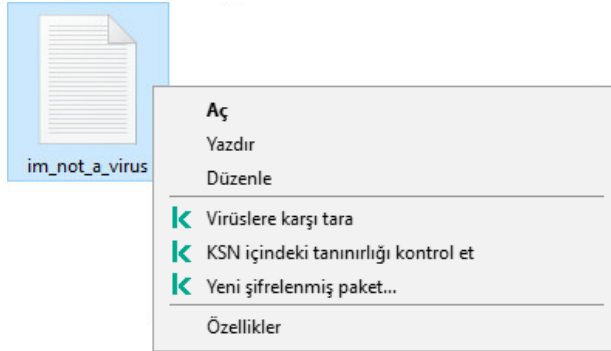 im_not_a_virus
Aç
Yazdır
Düzenle
Virüslere karşı tara
KSN içindeki tanınırlığı kontrol et
Yeni şifrelenmiş paket...
Özellikler